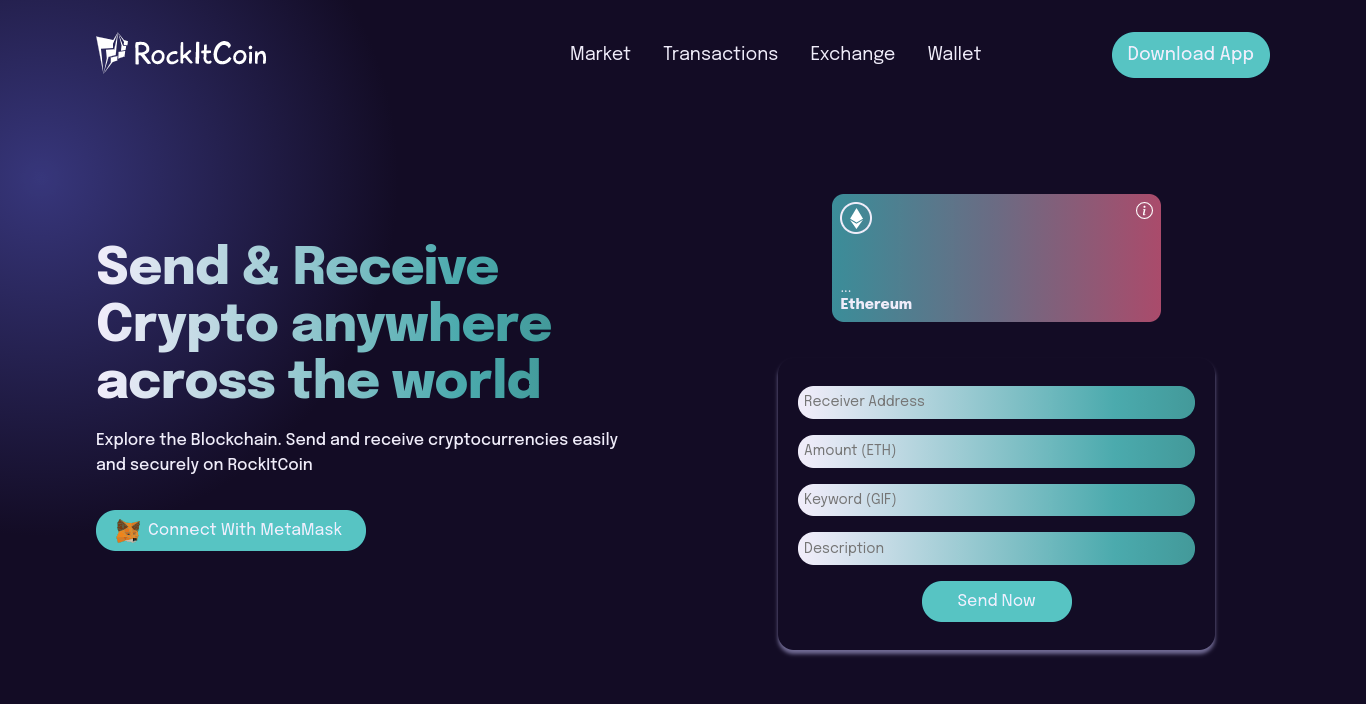 RockItCoin
Market Transactions Exchange Wallet
Download App
Send & Receive
Crypto anywhere
across the world
Explore the Blockchain. Send and receive cryptocurrencies easily
and securely on RockItCoin
Connect With MetaMask
...
Ethereum
Receiver Address
Amount (ETH)
Keyword (GIF)
Description
Send Now